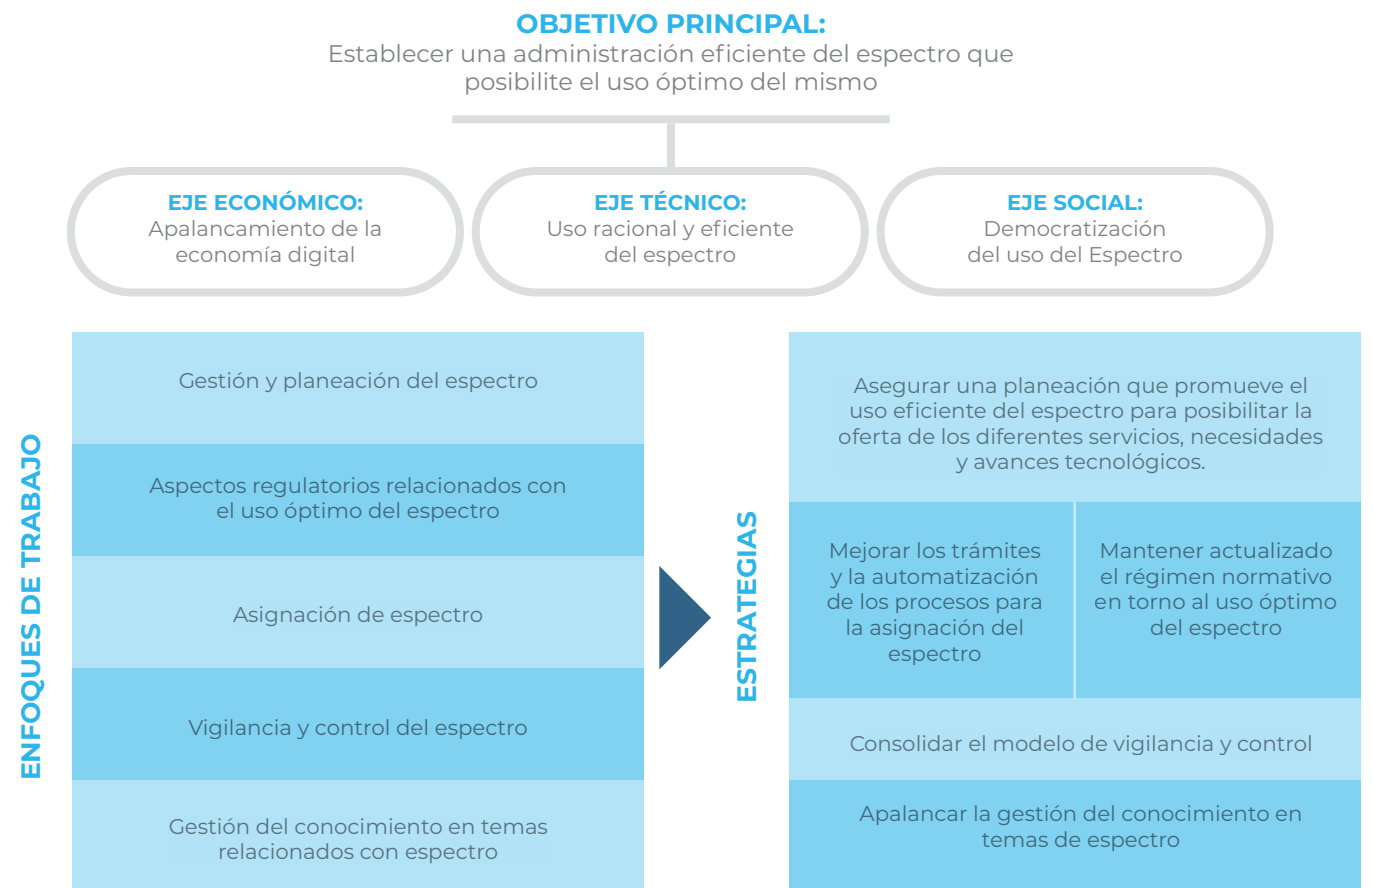 OBJETIVO PRINCIPAL:
Establecer una administración eficiente del espectro que
posibilite el uso óptimo del mismo
EJE ECONÓMICO:
Apalancamiento de la
economía digital
EJE TÉCNICO:
Uso racional y eficiente
del espectro
EJE SOCIAL:
Democratización
del uso del Espectro
ENFOQUES DE TRABAJO
Gestión y planeación del espectro
Aspectos regulatorios relacionados con
el uso óptimo del espectro
Asignación de espectro
Vigilancia y control del espectro
Gestión del conocimiento en temas
relacionados con espectro
ESTRATEGIAS
Asegurar una planeación que promueve el
uso eficiente del espectro para posibilitar la
oferta de los diferentes servicios, necesidades
y avances tecnológicos.
Mejorar los trámites
y la automatización
de los procesos para
la asignación del
espectro
Mantener actualizado
el régimen normativo
en torno al uso óptimo
del espectro
Consolidar el modelo de vigilancia y control
Apalancar la gestión del conocimiento en
temas de espectro